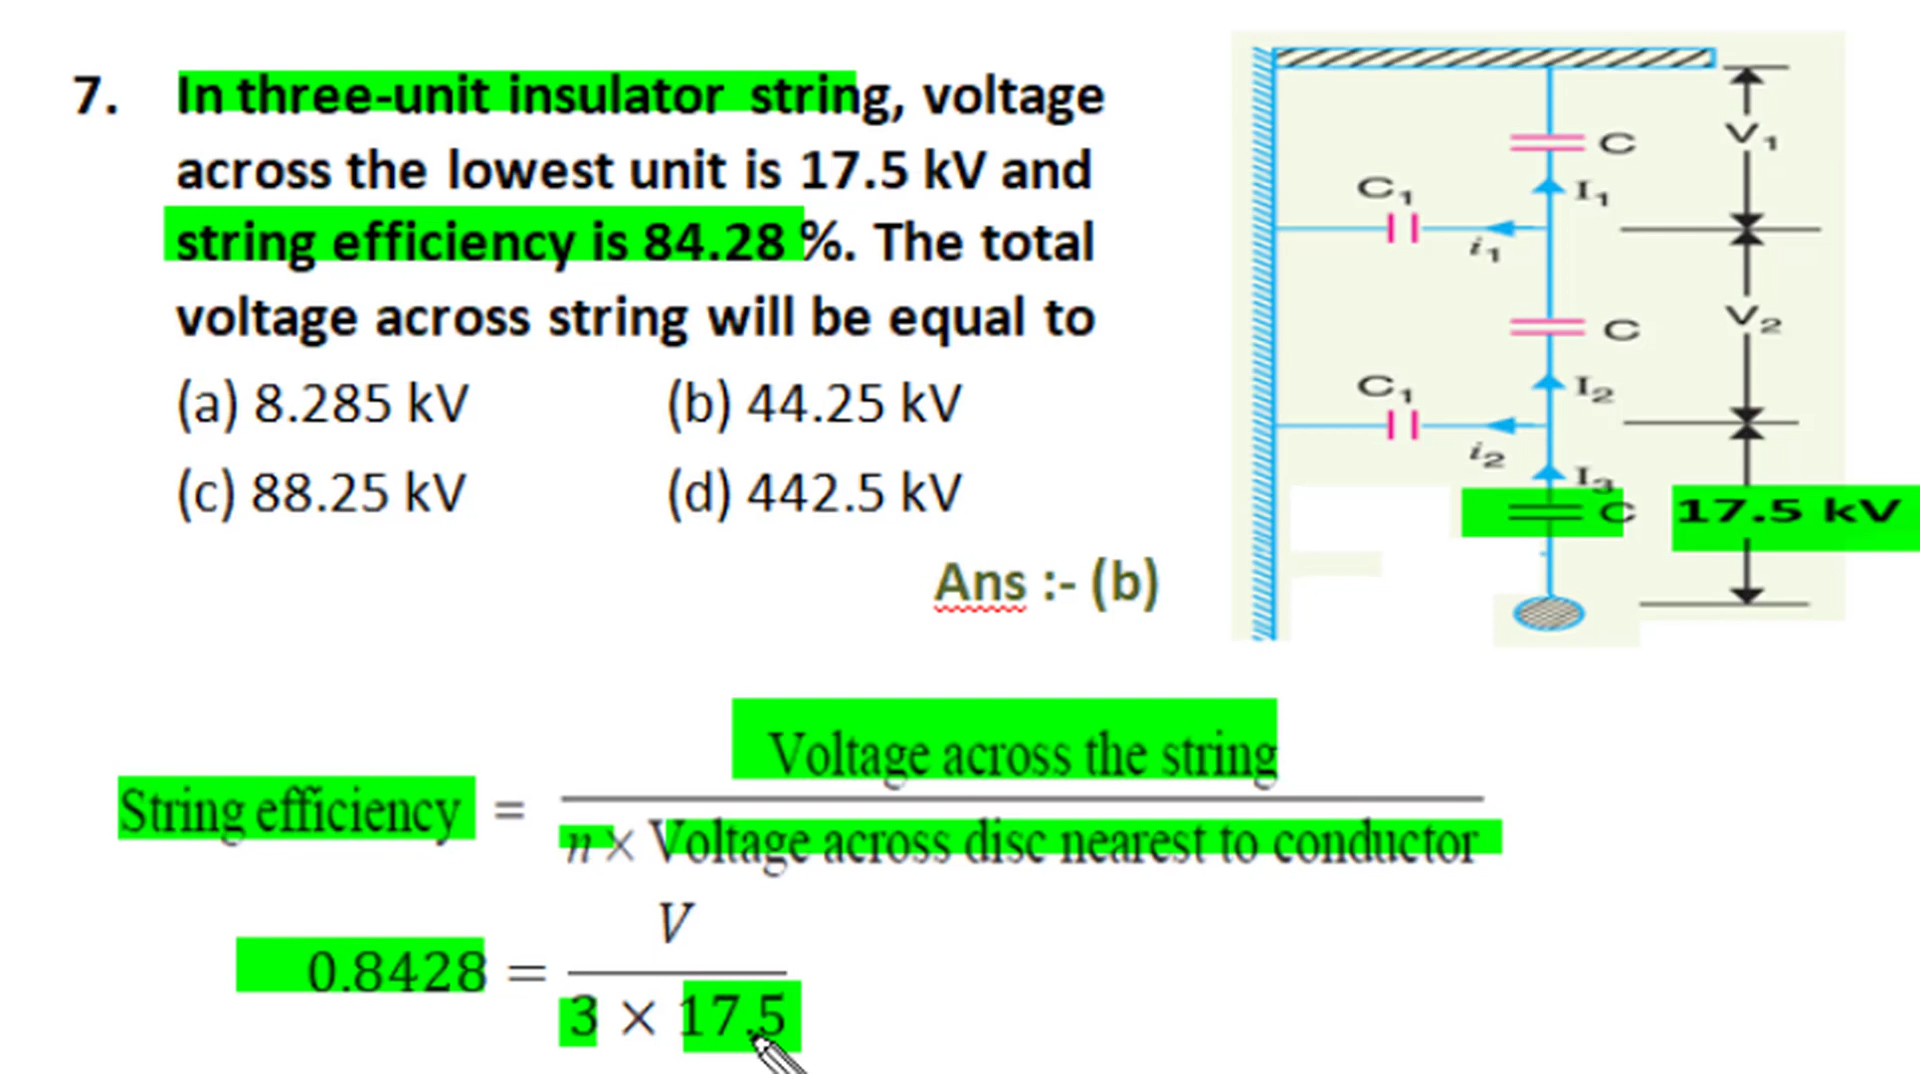 7. In three-unit insulator string, voltage
across the lowest unit is 17.5 kV and
string efficiency is 84.28 %. The total
voltage across string will be equal to
(a) 8.285 kV (b) 44.25 kV
(c) 88.25 kV (d) 442.5 kV
Ans :- (b)
C V₁
C₁ I₁
i₁
C V₂
C₁ I₂
i₂
I₃
C 17.5 kV
Voltage across the string
String efficiency =
n × Voltage across disc nearest to conductor
V
0.8428 =
3 × 17.5